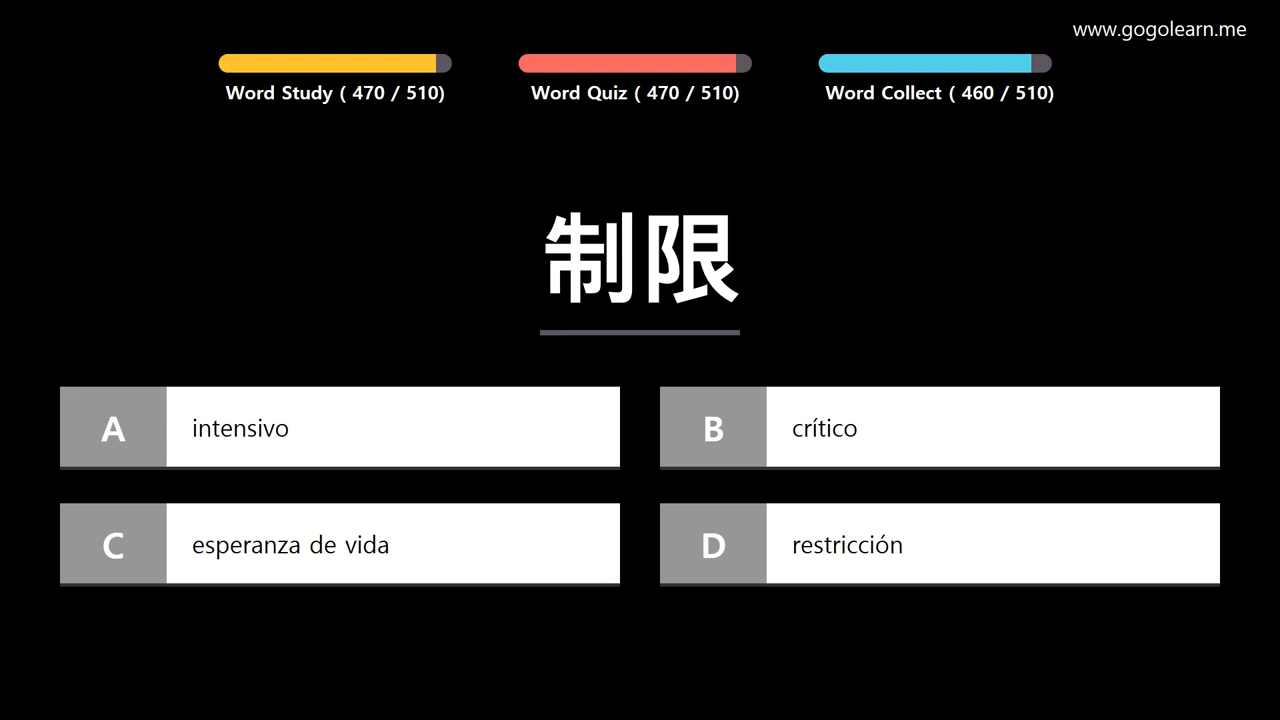 www.gogolearn.me
Word Study ( 470 / 510)
Word Quiz ( 470 / 510)
Word Collect ( 460 / 510)
制限
A intensivo
B crítico
C esperanza de vida
D restricción